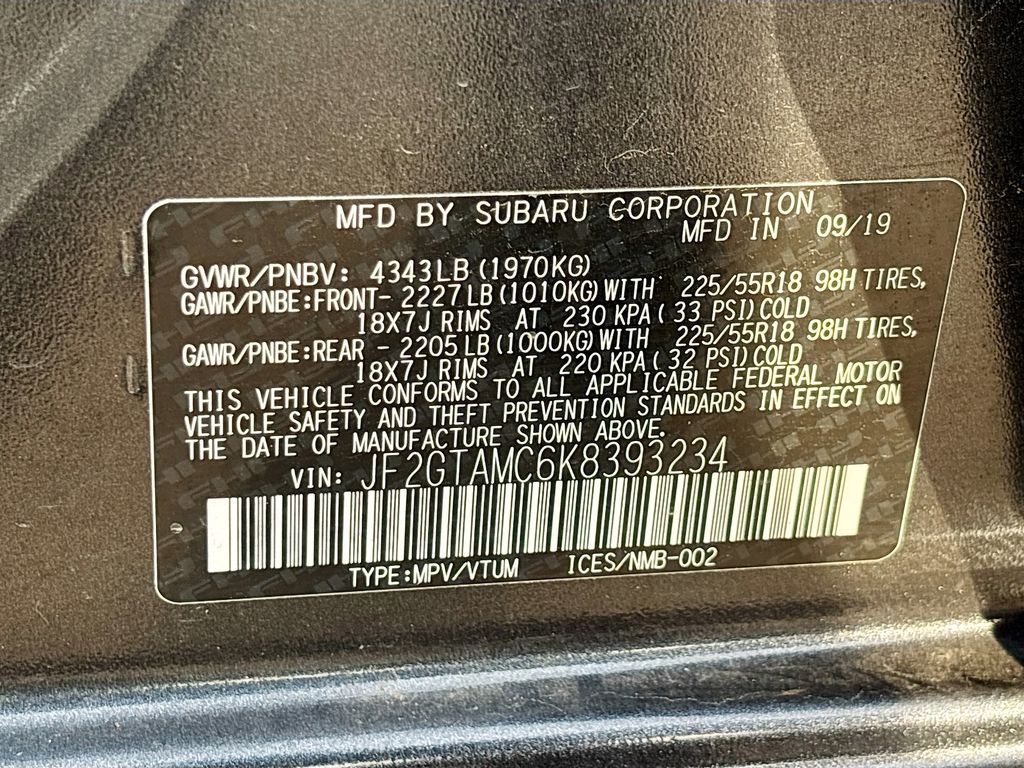 MFD BY SUBARU CORPORATION
MFD IN 09/19
GVWR/PNBV: 4343LB (1970KG)
GAWR/PNBE:FRONT- 2227LB(1010KG)WITH 225/55R18 98H TIRES,
18X7J RIMS AT 230 KPA( 33 PSI)COLD
GAWR/PNBE:REAR - 2205LB(1000KG)WITH 225/55R18 98H TIRES,
18X7J RIMS AT 220 KPA( 32 PSI)COLD
THIS VEHICLE CONFORMS TO ALL APPLICABLE FEDERAL MOTOR
VEHICLE SAFETY AND THEFT PREVENTION STANDARDS IN EFFECT ON
THE DATE OF MANUFACTURE SHOWN ABOVE.
VIN: JF2GTAMC6K8393234
TYPE:MPV/VTUM ICES/NMB-002